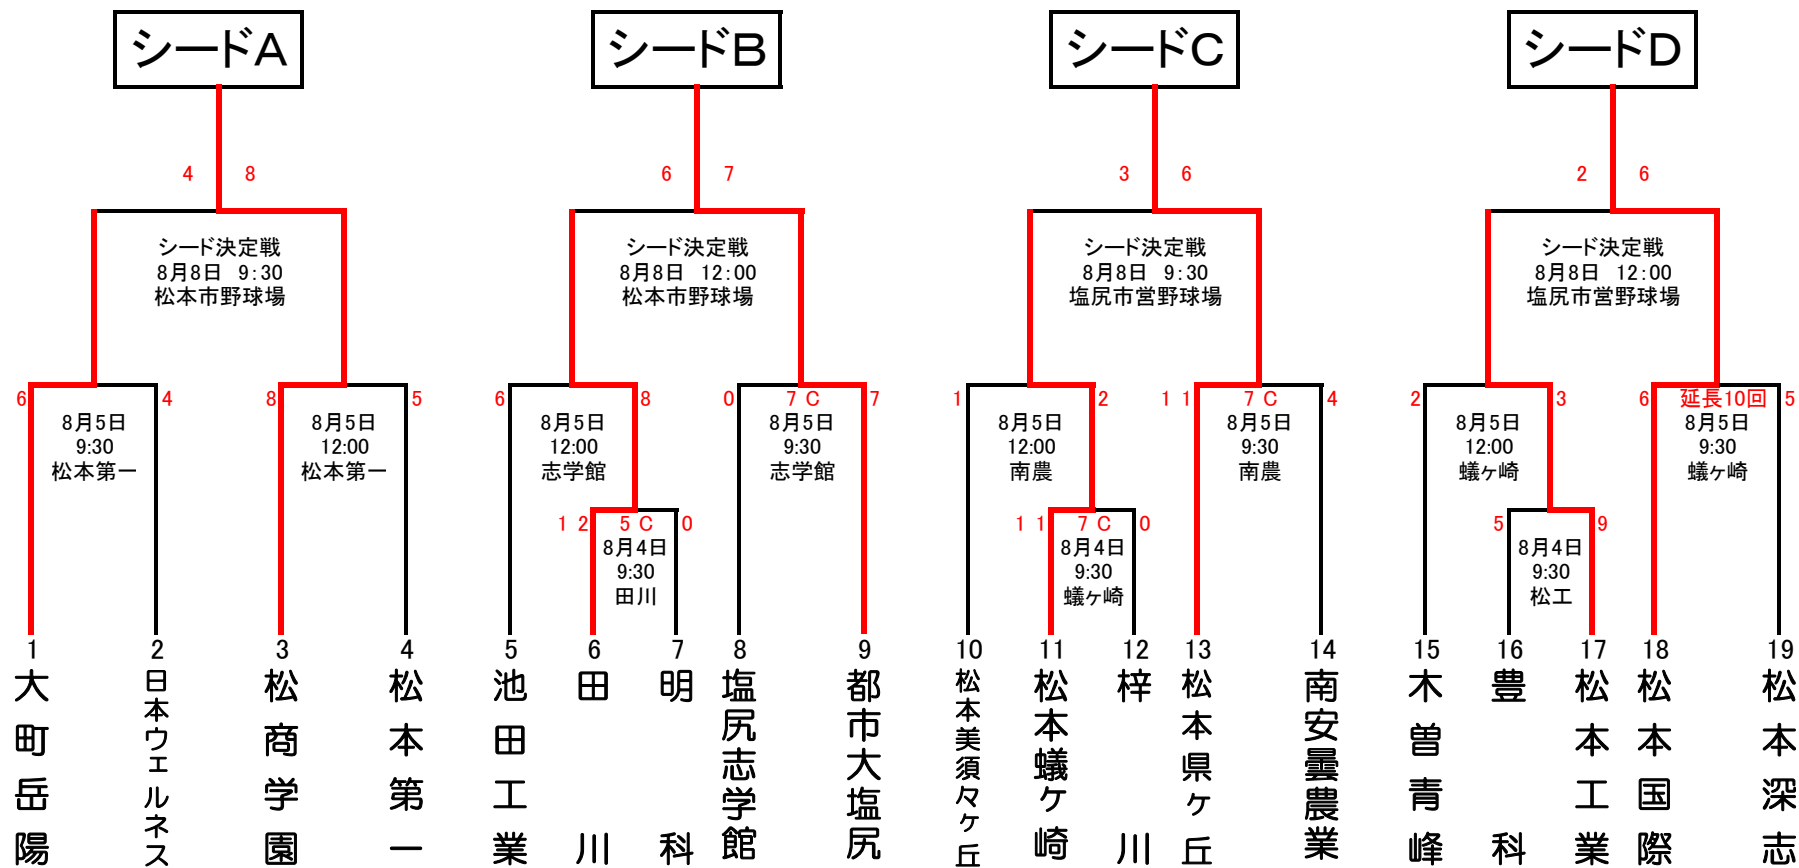 シードA
シードB
シードC
シードD
4 8
6 7
3 6
2 6
シード決定戦
8月8日 9:30
松本市野球場
シード決定戦
8月8日 12:00
松本市野球場
シード決定戦
8月8日 9:30
塩尻市営野球場
シード決定戦
8月8日 12:00
塩尻市営野球場
6 4
8月5日
9:30
松本第一
8 5
8月5日
12:00
松本第一
6 8
8月5日
12:00
志学館
0 7C 7
8月5日
9:30
志学館
1 2
8月5日
12:00
南農
11 7C 4
8月5日
9:30
南農
2 3
8月5日
12:00
蟻ヶ崎
6 延長10回 5
8月5日
9:30
蟻ヶ崎
12 5C 0
8月4日
9:30
田川
11 7C 0
8月4日
9:30
蟻ヶ崎
5 9
8月4日
9:30
松工
1 大町岳陽
2 日本ウェルネス
3 松商学園
4 松本第一
5 池田工業
6 田川
7 明科
8 塩尻志学館
9 都市大塩尻
10 松本美須々ケ丘
11 松本蟻ケ崎
12 梓川
13 松本県ケ丘
14 南安曇農業
15 木曽青峰
16 豊科
17 松本工業
18 松本国際
19 松本深志